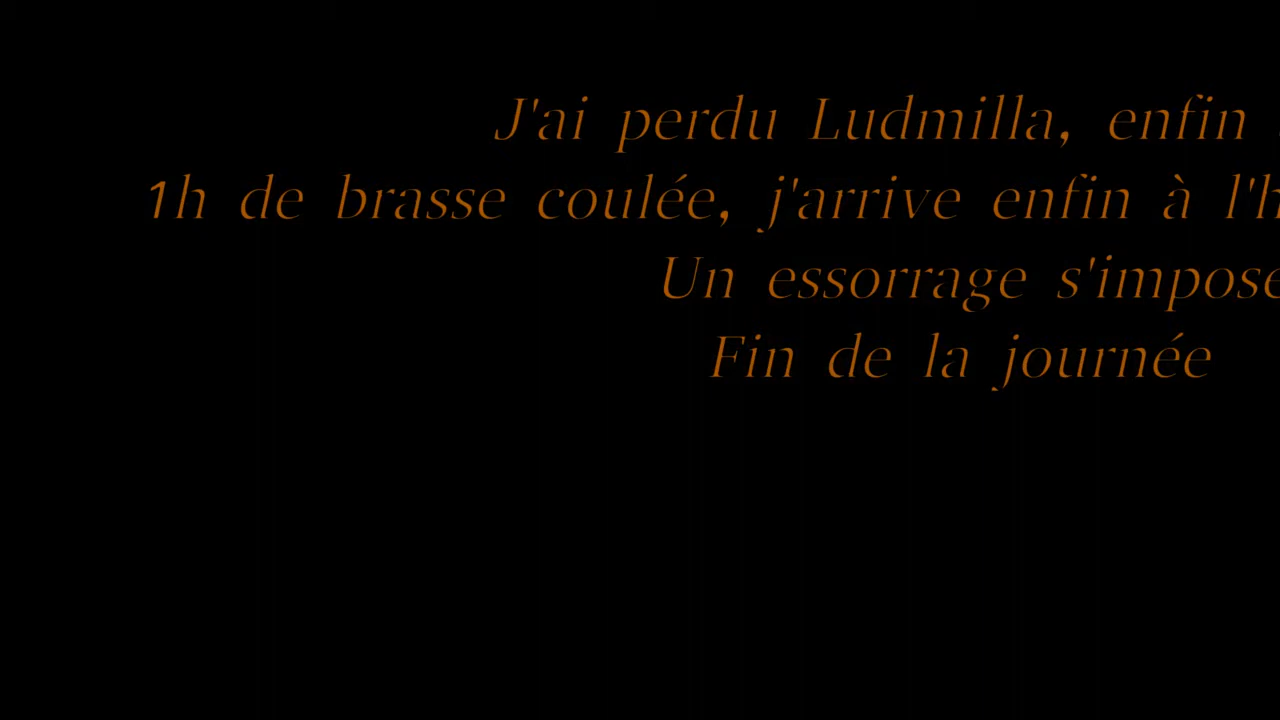 J'ai perdu Ludmilla, enfin
1h de brasse coulée, j'arrive enfin à l'h
Un essorrage s'impose
Fin de la journée